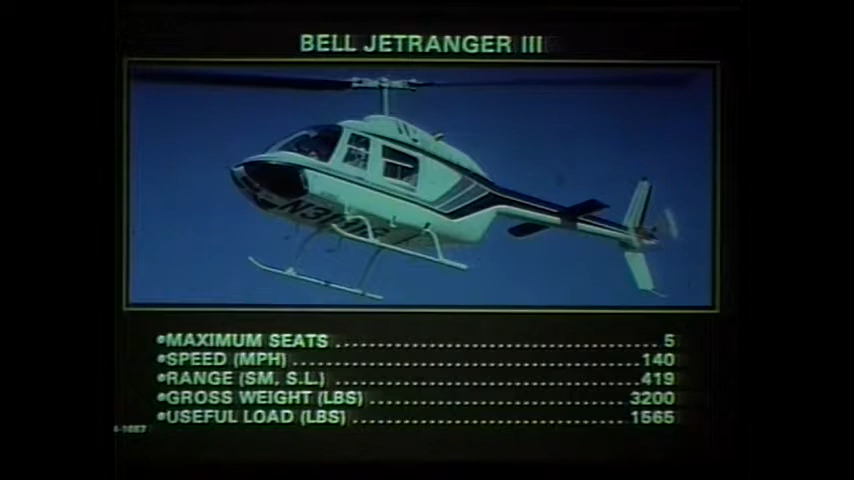 BELL JETRANGER III
•MAXIMUM SEATS ........................................ 5
•SPEED (MPH) ........................................ 140
•RANGE (SM, S.L.) ........................................ 419
•GROSS WEIGHT (LBS) ........................................ 3200
•USEFUL LOAD (LBS) ........................................ 1565